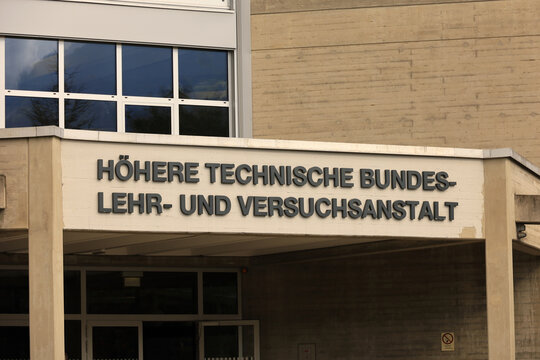 HÖHERE TECHNISCHE BUNDES-
LEHR- UND VERSUCHSANSTALT